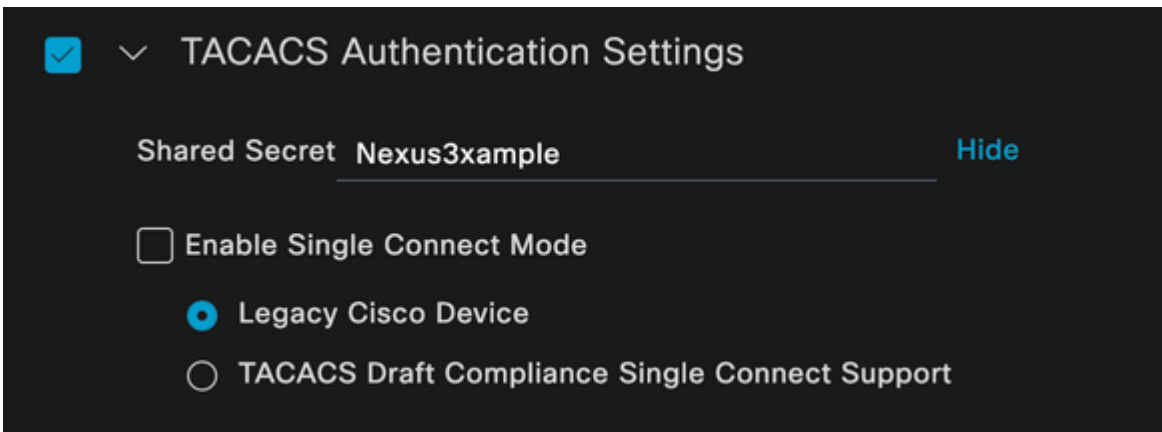 TACACS Authentication Settings
Shared Secret Nexus3xample Hide
Enable Single Connect Mode
Legacy Cisco Device
TACACS Draft Compliance Single Connect Support